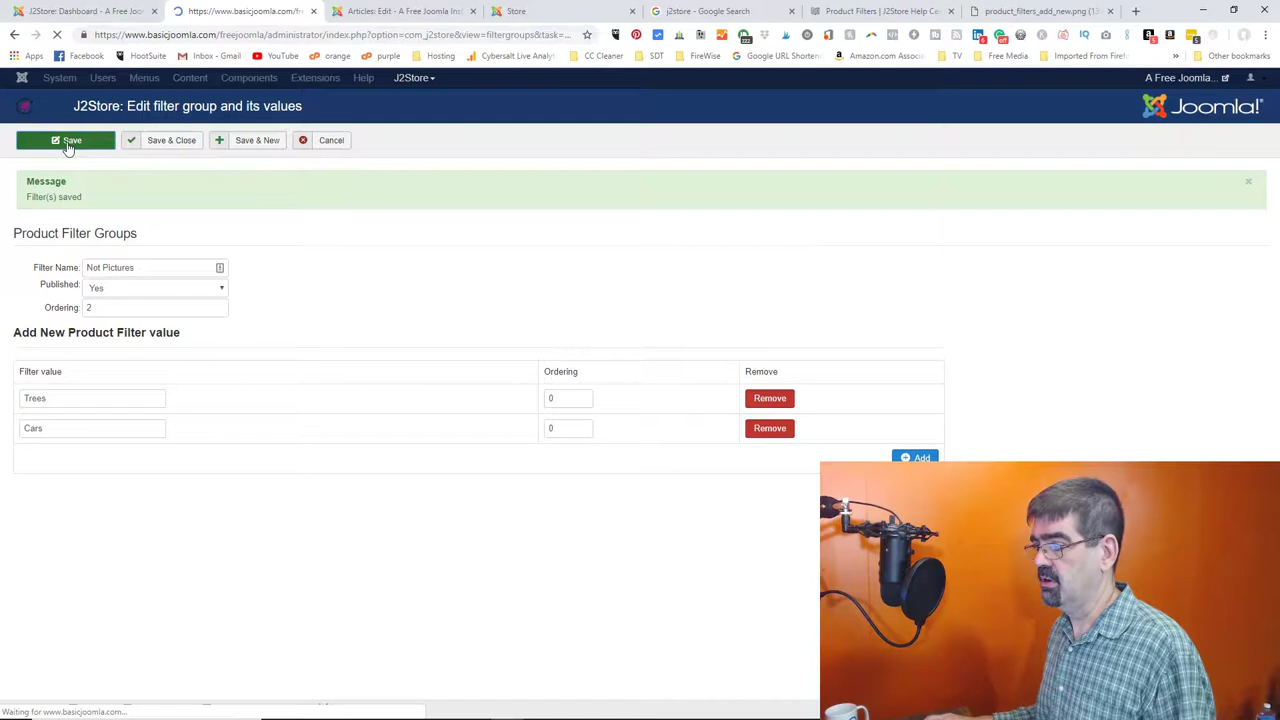 J2Store: Dashboard - A Free Joo
https://www.basicjoomla.com/fre
Articles: Edit - A Free Joomla Ins
Store
j2store - Google Search
Product Filters | J2Store Help Ce
product_filters_add_new.png (13
https://www.basicjoomla.com/freejoomla/administrator/index.php?option=com_j2store&view=filtergroups&task=...
Apps Facebook HootSuite Inbox - Gmail YouTube orange purple Hosting Cybersalt Live Analy CC Cleaner SDT FireWise Google URL Shorten Amazon.com Associ TV Free Media Imported From Firef Other bookmarks
System Users Menus Content Components Extensions Help J2Store A Free Joomla...
J2Store: Edit filter group and its values
Joomla!
Save Save & Close Save & New Cancel
Message
Filter(s) saved
Product Filter Groups
Filter Name: Not Pictures
Published: Yes
Ordering: 2
Add New Product Filter value
Filter value Ordering Remove
Trees 0 Remove
Cars 0 Remove
Add
Waiting for www.basicjoomla.com...